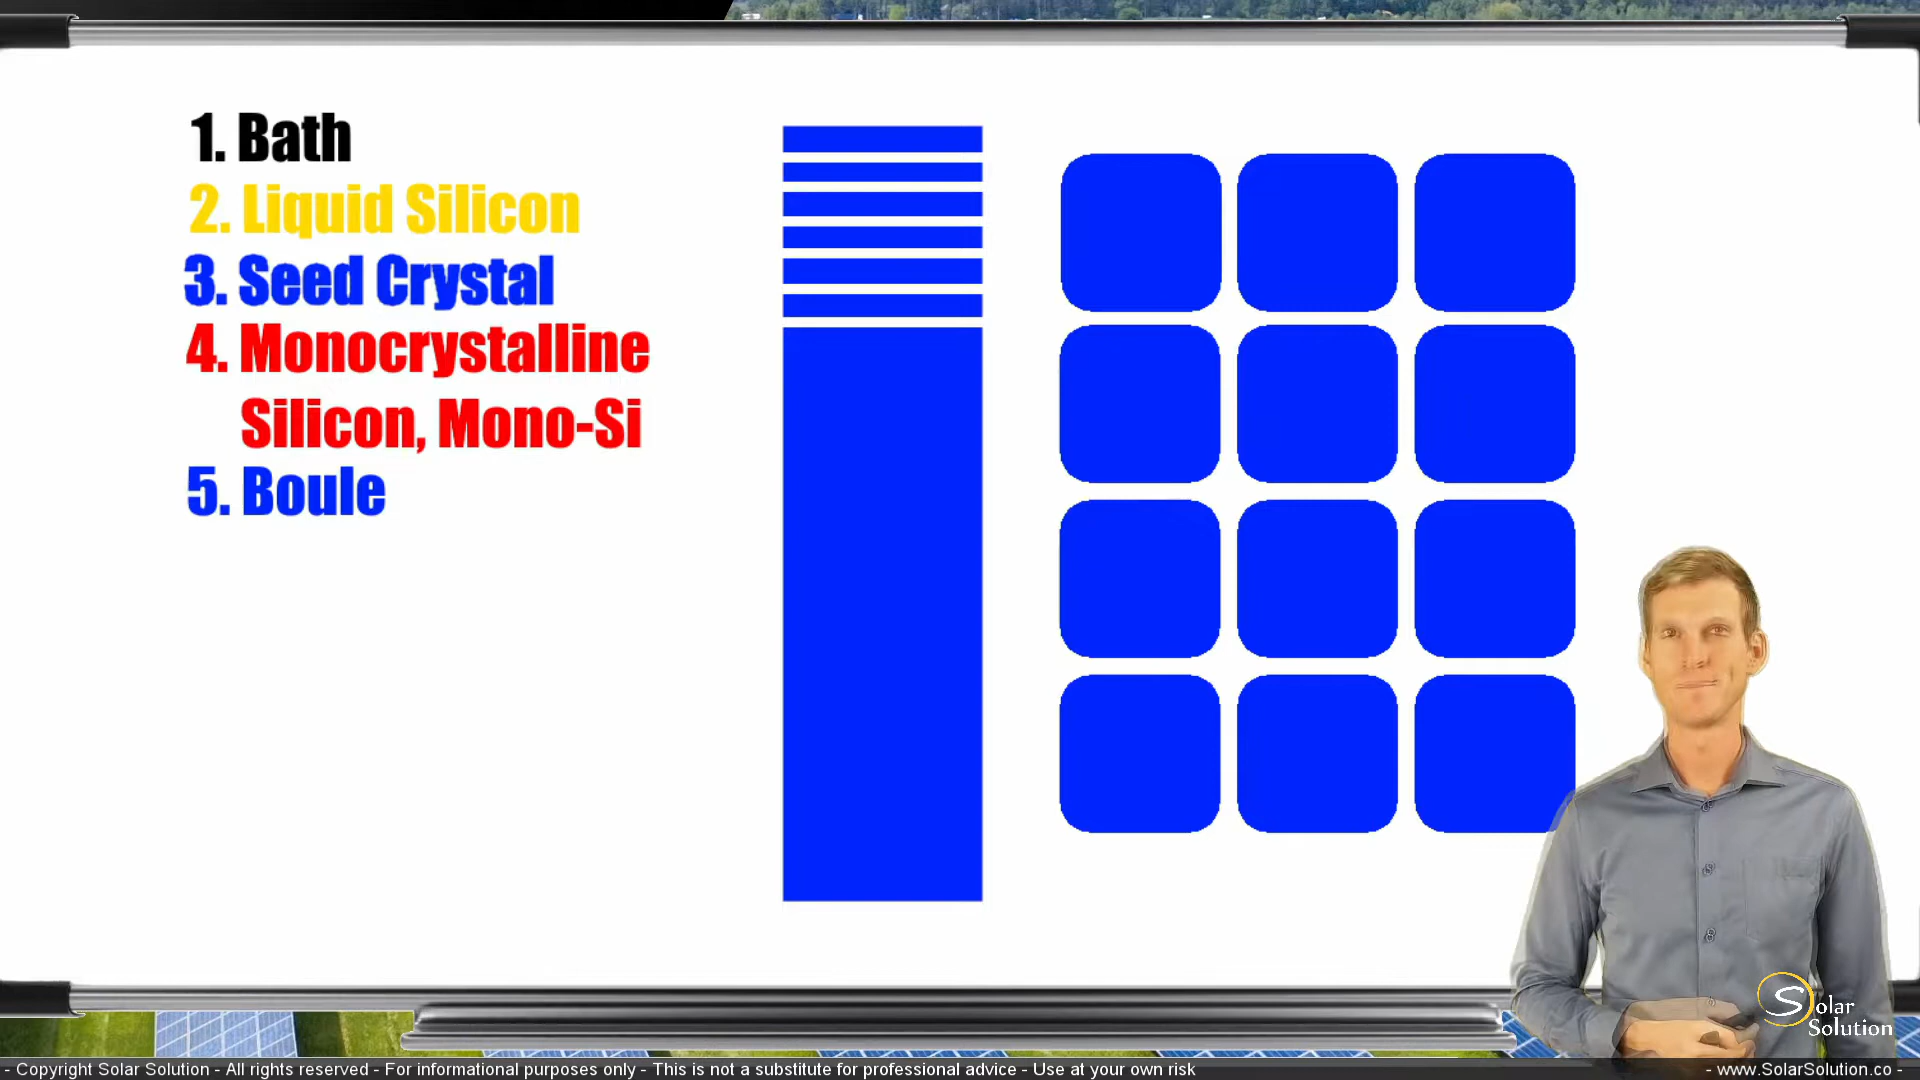 1. Bath
2. Liquid Silicon
3. Seed Crystal
4. Monocrystalline
Silicon, Mono-Si
5. Boule
Solar
Solution
- Copyright Solar Solution - All rights reserved - For informational purposes only - This is not a substitute for professional advice - Use at your own risk
- www.SolarSolution.co -